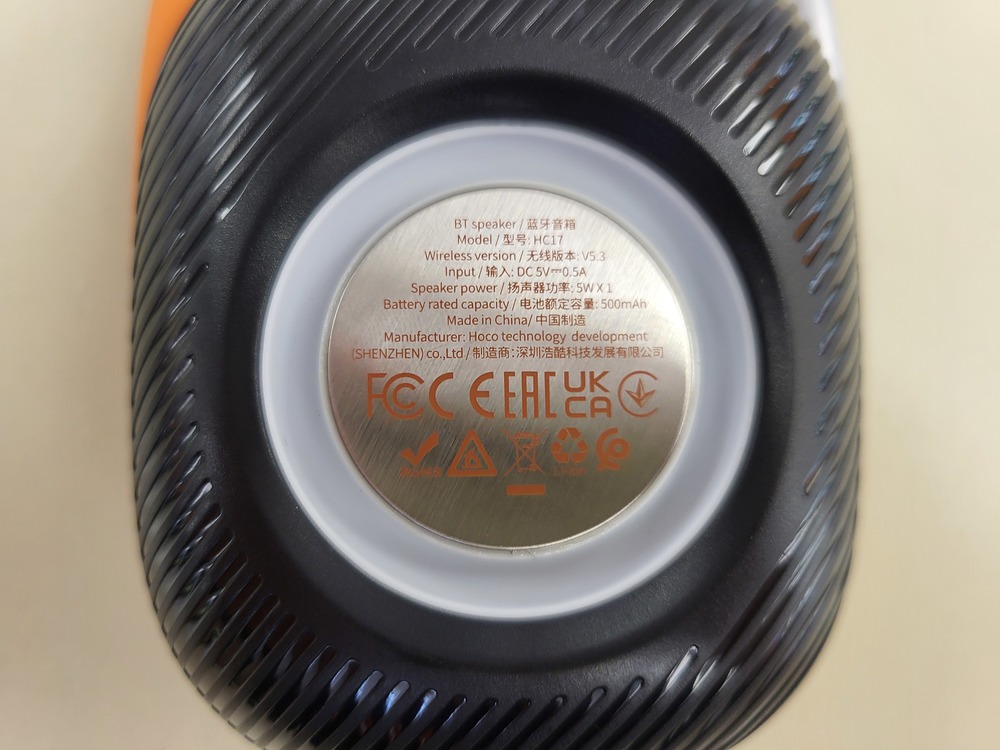 BT speaker / 蓝牙音箱
Model / 型号: HC17
Wireless version / 无线版本: V5.3
Input / 输入: DC 5V⎓0.5A
Speaker power / 扬声器功率: 5W X 1
Battery rated capacity / 电池额定容量: 500mAh
Made in China/ 中国制造
Manufacturer: Hoco technology development
(SHENZHEN) co.,Ltd / 制造商: 深圳浩酷科技发展有限公司
FC CE EAC UK CA
RoHS Li-ion